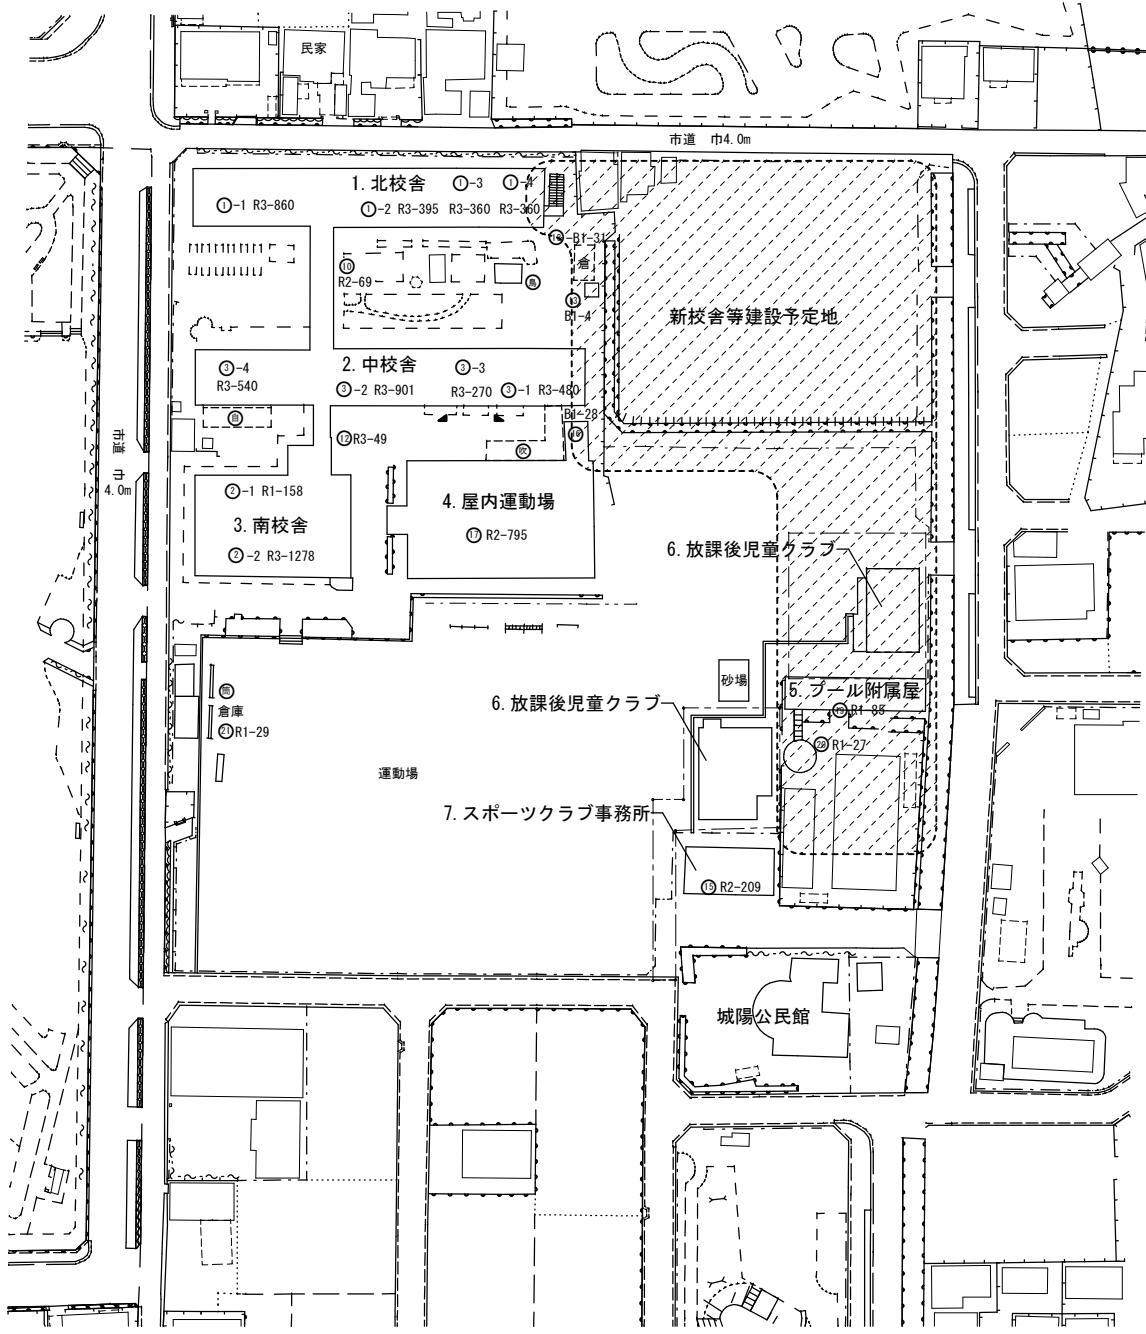 民家
市道　巾4.0m
1. 北校舎
①-3
①-4
①-1 R3-860
①-2 R3-395
R3-360
R3-360
B1-31
倉
⑩
R2-69
鳥
⑬
B1-4
新校舎等建設予定地
2. 中校舎
③-4
R3-540
③-3
③-2 R3-901
R3-270
③-1 R3-480
自
B1-28
⑫R3-49
吹
市道　巾4.0m
②-1 R1-158
3. 南校舎
②-2 R3-1278
4. 屋内運動場
⑰ R2-795
6. 放課後児童クラブ
砂場
5. プール附属屋
⑲ R1-85
⑳ R1-27
倉庫
㉑R1-29
6. 放課後児童クラブ
運動場
7. スポーツクラブ事務所
⑮ R2-209
城陽公民館